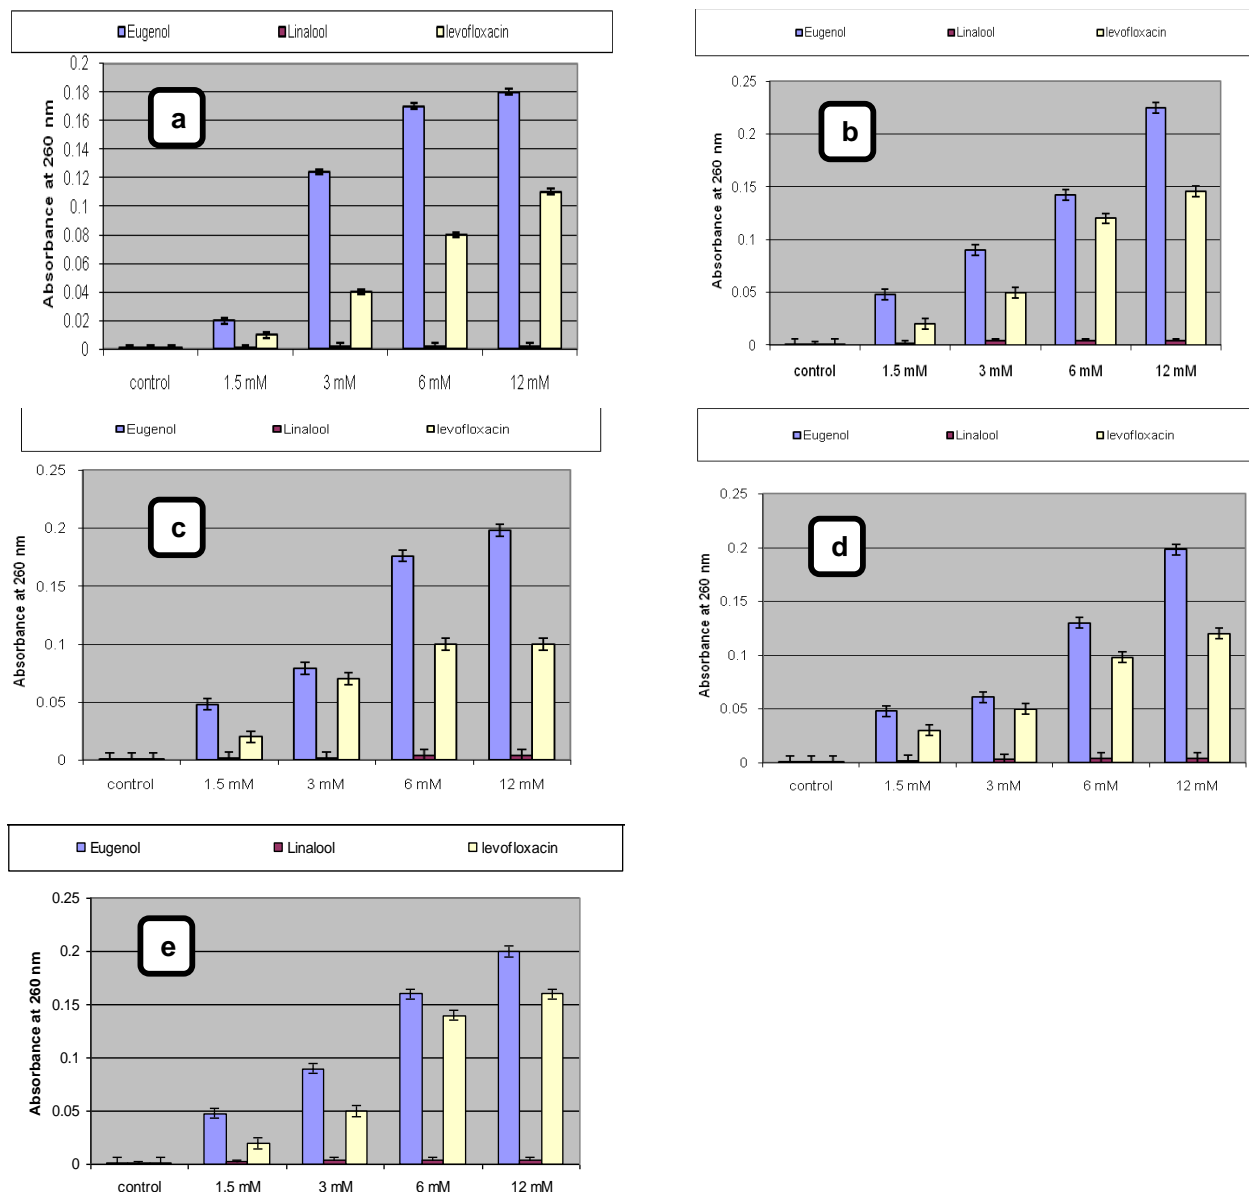 Eugenol Linalool levofloxacin
Absorbance at 260 nm
0.2
0.18
0.16
0.14
0.12
0.1
0.08
0.06
0.04
0.02
0
a
control 1.5 mM 3 mM 6 mM 12 mM
Eugenol Linalool levofloxacin
Absorbance at 260 nm
0.25
0.2
0.15
0.1
0.05
0
b
control 1.5 mM 3 mM 6 mM 12 mM
Eugenol Linalool levofloxacin
Absorbance at 260 nm
0.25
0.2
0.15
0.1
0.05
0
c
control 1.5 mM 3 mM 6 mM 12 mM
Eugenol Linalool levofloxacin
Absorbance at 260 nm
0.25
0.2
0.15
0.1
0.05
0
d
control 1.5 mM 3 mM 6 mM 12 mM
Eugenol Linalool levofloxacin
Absorbance at 260 nm
0.25
0.2
0.15
0.1
0.05
0
e
control 1.5 mM 3 mM 6 mM 12 mM